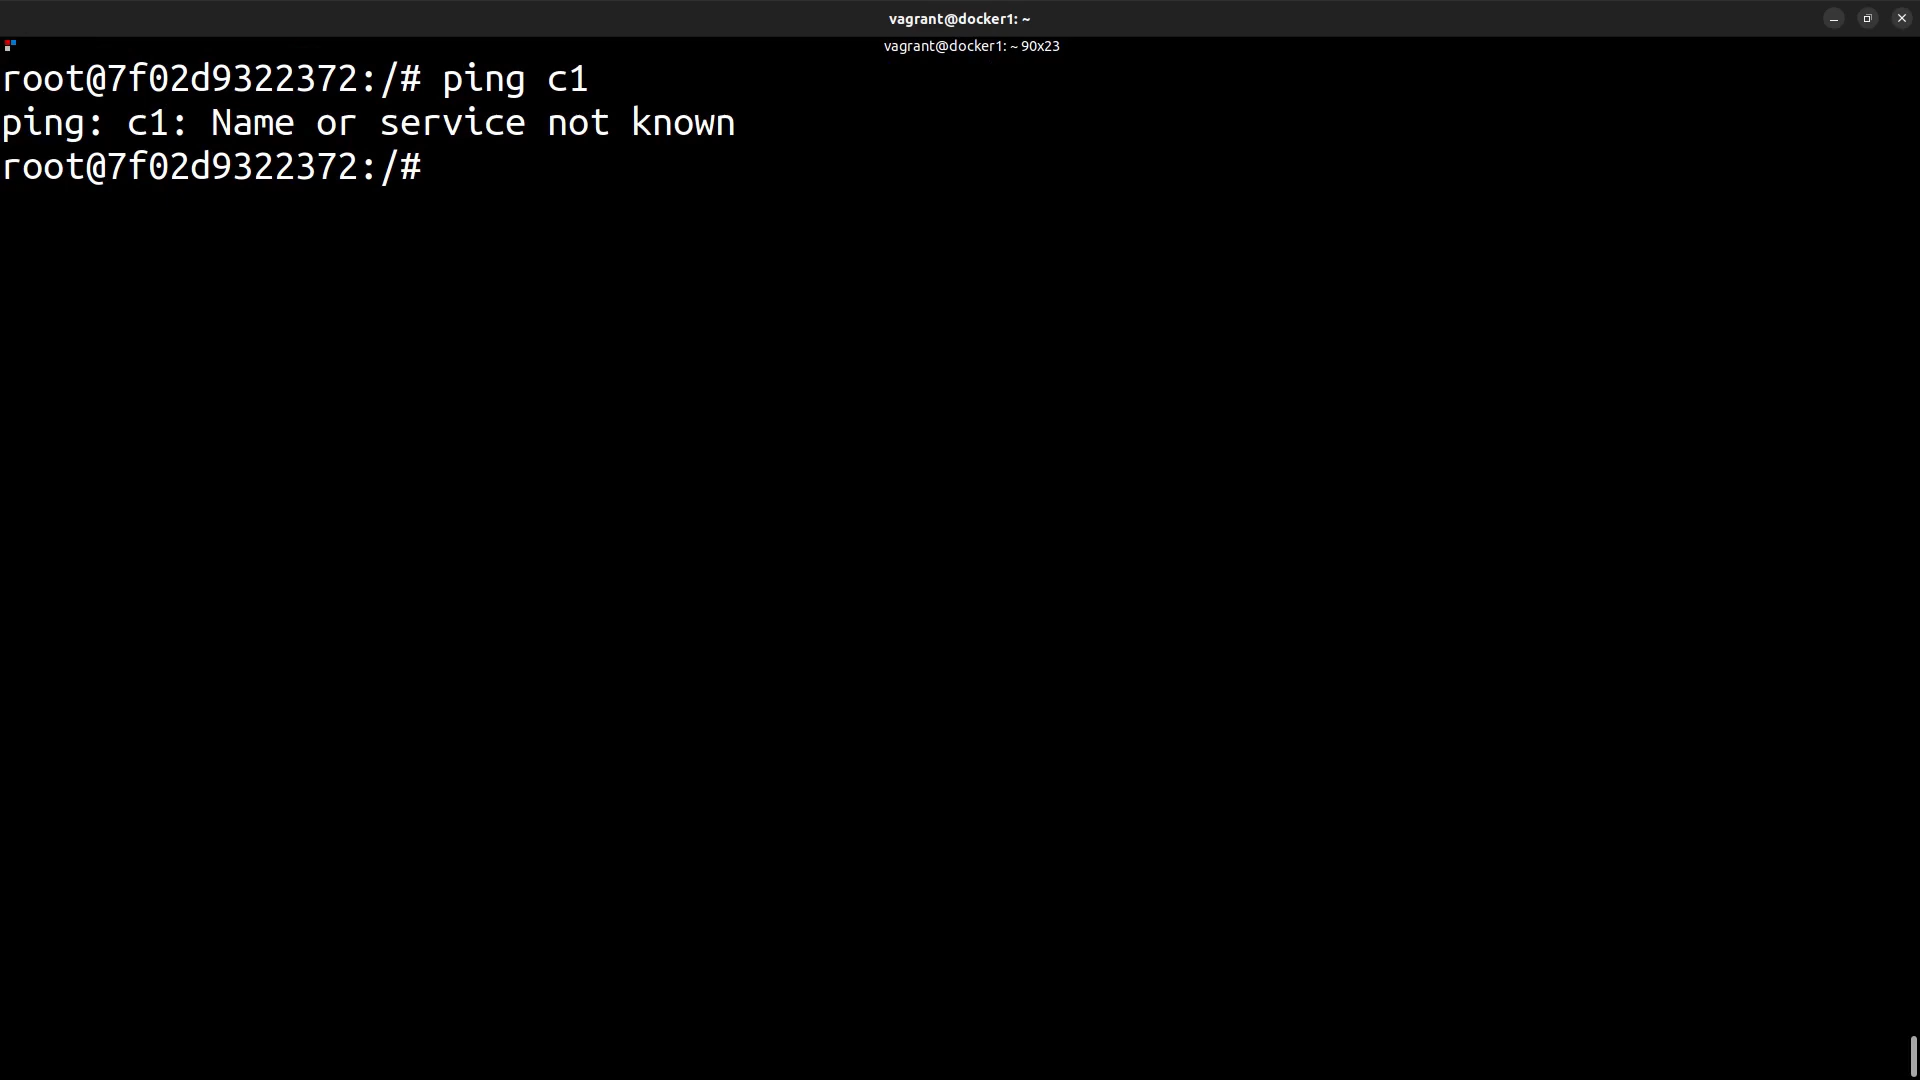 vagrant@docker1: ~
vagrant@docker1: ~ 90x23
root@7f02d9322372:/# ping c1
ping: c1: Name or service not known
root@7f02d9322372:/#